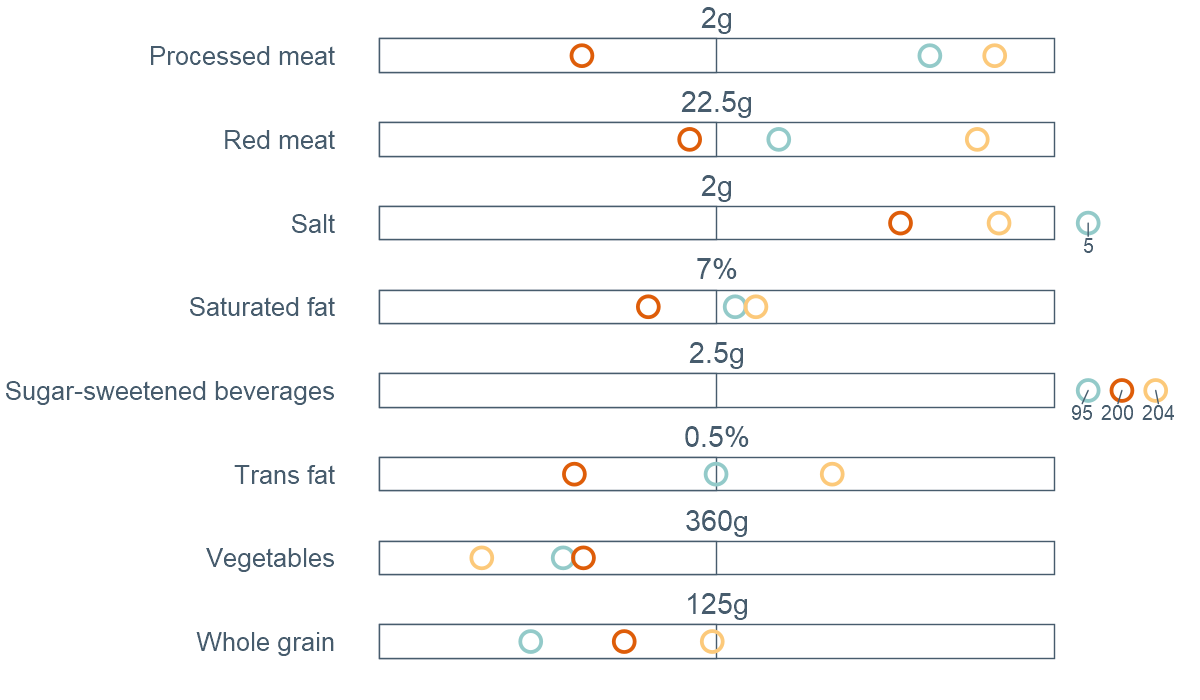 2g
Processed meat
22.5g
Red meat
2g
Salt
5
7%
Saturated fat
2.5g
Sugar-sweetened beverages
95 200 204
0.5%
Trans fat
360g
Vegetables
125g
Whole grain